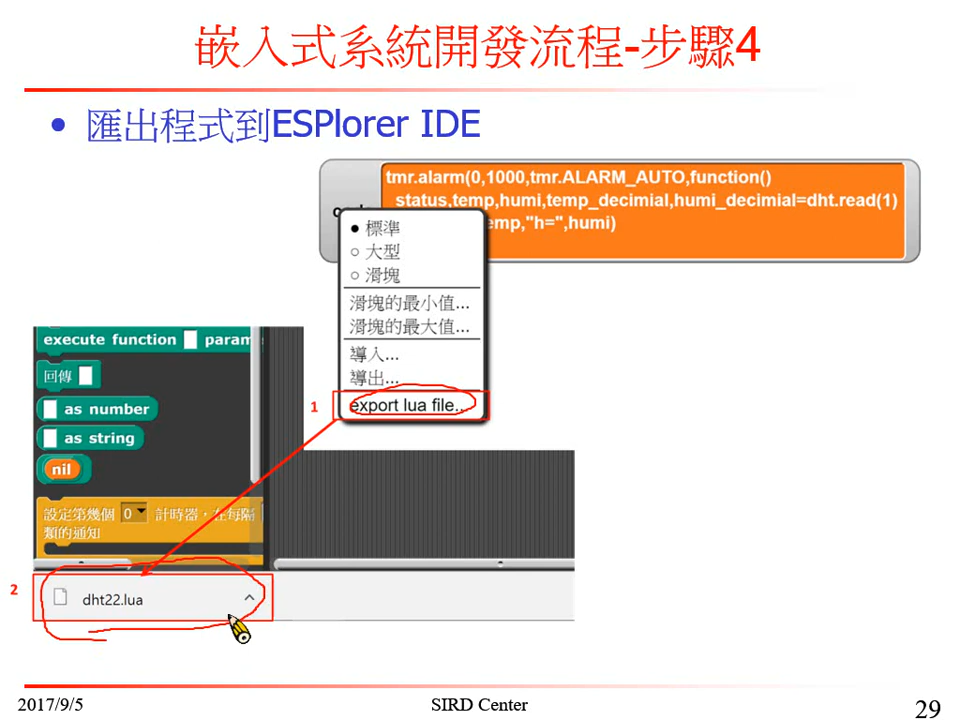 嵌入式系統開發流程-步驟4
• 匯出程式到ESPlorer IDE
tmr.alarm(0,1000,tmr.ALARM_AUTO,function()
status,temp,humi,temp_decimial,humi_decimial=dht.read(1)
emp,"h=",humi)
標準
大型
滑塊
滑塊的最小值...
滑塊的最大值...
導入...
導出...
1
export lua file...
execute function param
回傳
as number
as string
nil
設定第幾個 0 計時器，在每隔
類的通知
2
dht22.lua
2017/9/5
SIRD Center
29